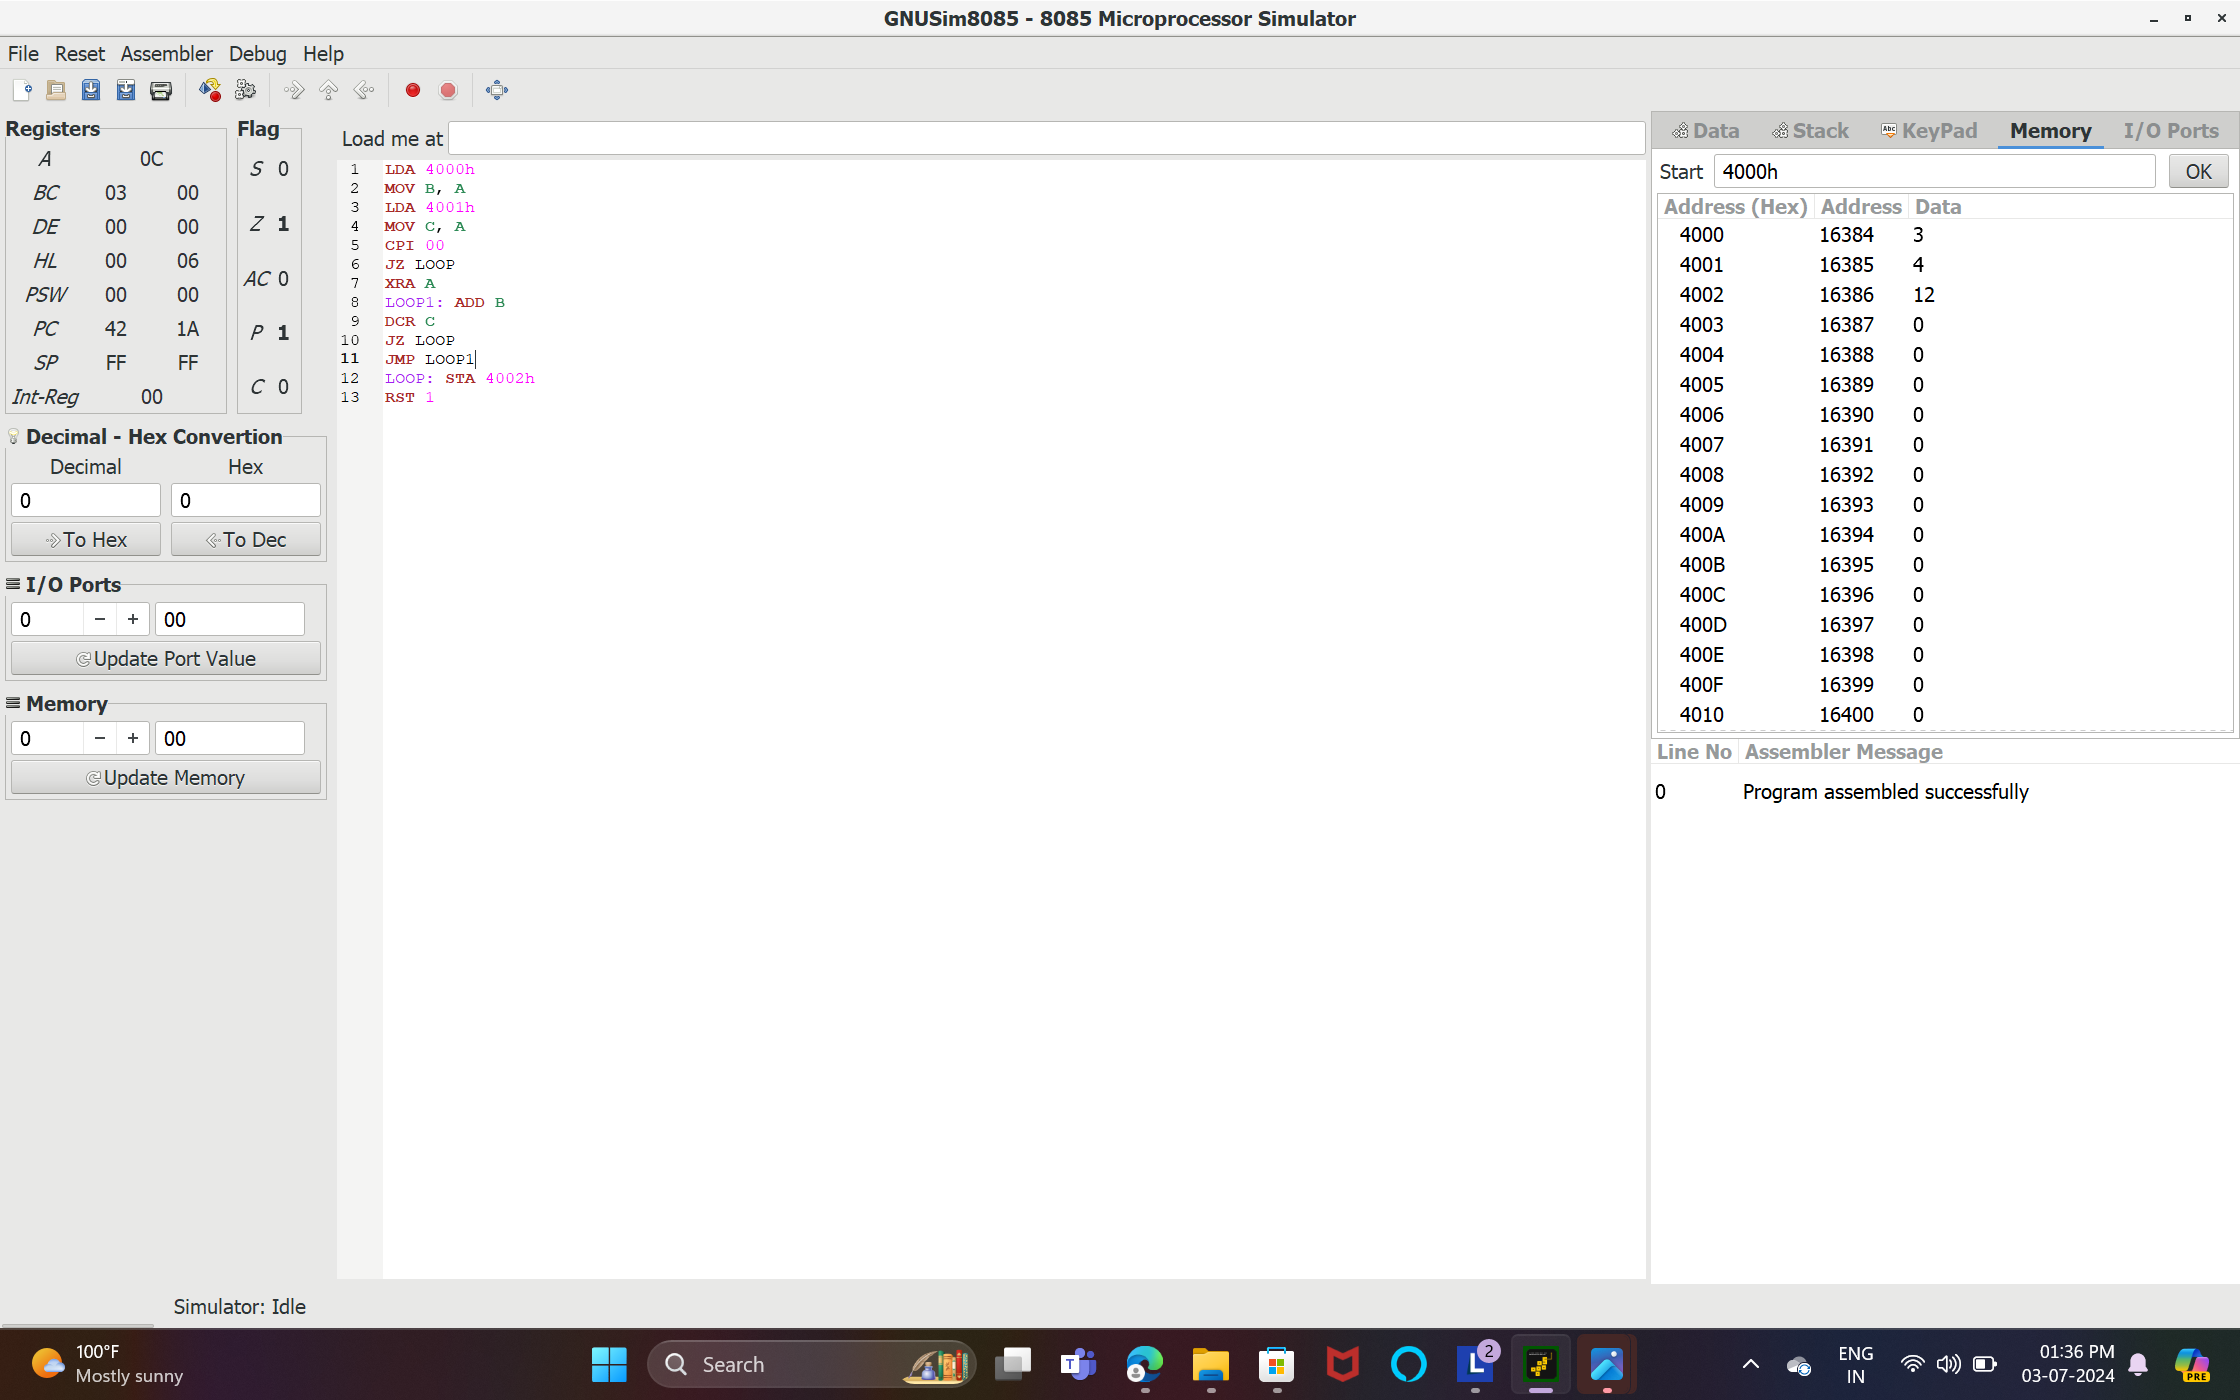 GNUSim8085 - 8085 Microprocessor Simulator
File Reset Assembler Debug Help
Registers
A 0C
BC 03 00
DE 00 00
HL 00 06
PSW 00 00
PC 42 1A
SP FF FF
Int-Reg 00
Flag
S 0
Z 1
AC 0
P 1
C 0
Decimal - Hex Convertion
Decimal Hex
0 0
To Hex To Dec
I/O Ports
0 − + 00
Update Port Value
Memory
0 − + 00
Update Memory
Load me at
1 LDA 4000h
2 MOV B, A
3 LDA 4001h
4 MOV C, A
5 CPI 00
6 JZ LOOP
7 XRA A
8 LOOP1: ADD B
9 DCR C
10 JZ LOOP
11 JMP LOOP1
12 LOOP: STA 4002h
13 RST 1
Data Stack Abc KeyPad Memory I/O Ports
Start 4000h OK
Address (Hex) Address Data
4000 16384 3
4001 16385 4
4002 16386 12
4003 16387 0
4004 16388 0
4005 16389 0
4006 16390 0
4007 16391 0
4008 16392 0
4009 16393 0
400A 16394 0
400B 16395 0
400C 16396 0
400D 16397 0
400E 16398 0
400F 16399 0
4010 16400 0
Line No Assembler Message
0 Program assembled successfully
Simulator: Idle
100°F
Mostly sunny
Search
T
L 2
ENG
IN
01:36 PM
03-07-2024
PRE